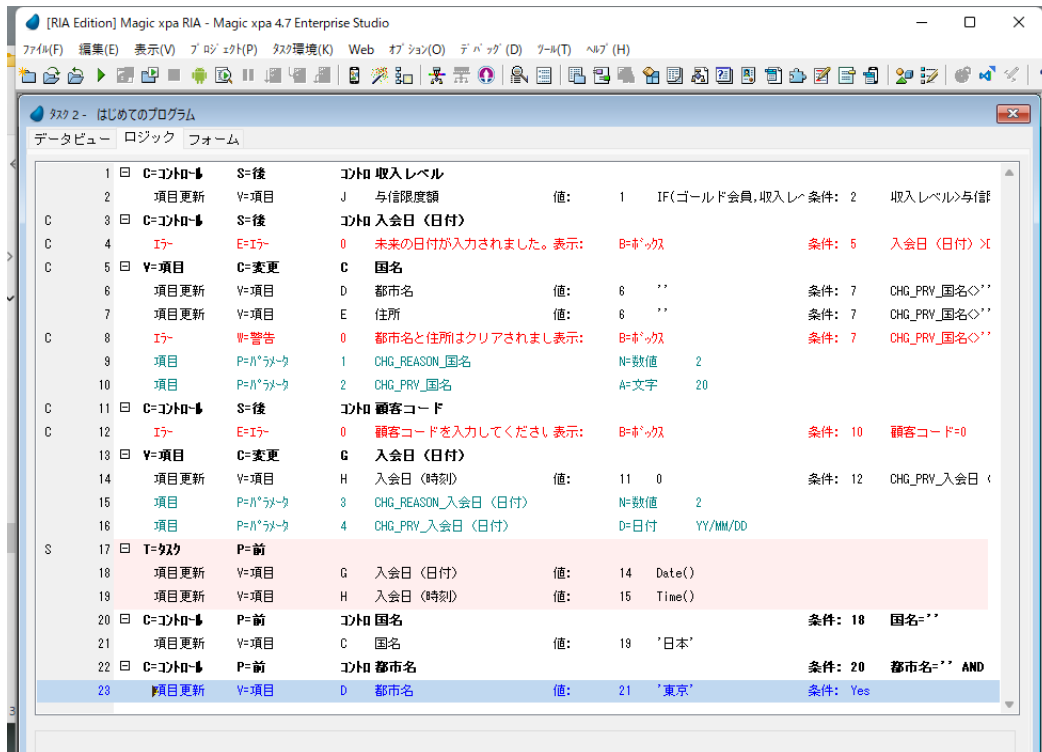 [RIA Edition] Magic xpa RIA - Magic xpa 4.7 Enterprise Studio
ﾌｧｲﾙ(F) 編集(E) 表示(V) ﾌﾟﾛｼﾞｪｸﾄ(P) ﾀｽｸ環境(K) Web ｵﾌﾟｼｮﾝ(O) ﾃﾞﾊﾞｯｸﾞ(D) ﾂｰﾙ(T) ﾍﾙﾌﾟ(H)
ﾀｽｸ 2 - はじめてのプログラム
データビュー ロジック フォーム
1 C=ｺﾝﾄﾛｰﾙ S=後 ｺﾝﾄﾛ 収入レベル
2 項目更新 V=項目 J 与信限度額 値: 1 IF(ゴールド会員,収入レベ 条件: 2 収入レベル>与信限
C 3 C=ｺﾝﾄﾛｰﾙ S=後 ｺﾝﾄﾛ 入会日（日付）
C 4 ｴﾗｰ E=ｴﾗｰ 0 未来の日付が入力されました。 表示: B=ﾎﾞｯｸｽ 条件: 5 入会日（日付）>D
C 5 V=項目 C=変更 C 国名
6 項目更新 V=項目 D 都市名 値: 6 '' 条件: 7 CHG_PRV_国名<>''
7 項目更新 V=項目 E 住所 値: 6 '' 条件: 7 CHG_PRV_国名<>''
C 8 ｴﾗｰ W=警告 0 都市名と住所はクリアされまし 表示: B=ﾎﾞｯｸｽ 条件: 7 CHG_PRV_国名<>''
9 項目 P=ﾊﾟﾗﾒｰﾀ 1 CHG_REASON_国名 N=数値 2
10 項目 P=ﾊﾟﾗﾒｰﾀ 2 CHG_PRV_国名 A=文字 20
C 11 C=ｺﾝﾄﾛｰﾙ S=後 ｺﾝﾄﾛ 顧客コード
C 12 ｴﾗｰ E=ｴﾗｰ 0 顧客コードを入力してください 表示: B=ﾎﾞｯｸｽ 条件: 10 顧客コード=0
13 V=項目 C=変更 G 入会日（日付）
14 項目更新 V=項目 H 入会日（時刻） 値: 11 0 条件: 12 CHG_PRV_入会日（
15 項目 P=ﾊﾟﾗﾒｰﾀ 3 CHG_REASON_入会日（日付） N=数値 2
16 項目 P=ﾊﾟﾗﾒｰﾀ 4 CHG_PRV_入会日（日付） D=日付 YY/MM/DD
S 17 T=ﾀｽｸ P=前
18 項目更新 V=項目 G 入会日（日付） 値: 14 Date()
19 項目更新 V=項目 H 入会日（時刻） 値: 15 Time()
20 C=ｺﾝﾄﾛｰﾙ P=前 ｺﾝﾄﾛ 国名 条件: 18 国名=''
21 項目更新 V=項目 C 国名 値: 19 '日本'
22 C=ｺﾝﾄﾛｰﾙ P=前 ｺﾝﾄﾛ 都市名 条件: 20 都市名='' AND
23 項目更新 V=項目 D 都市名 値: 21 '東京' 条件: Yes